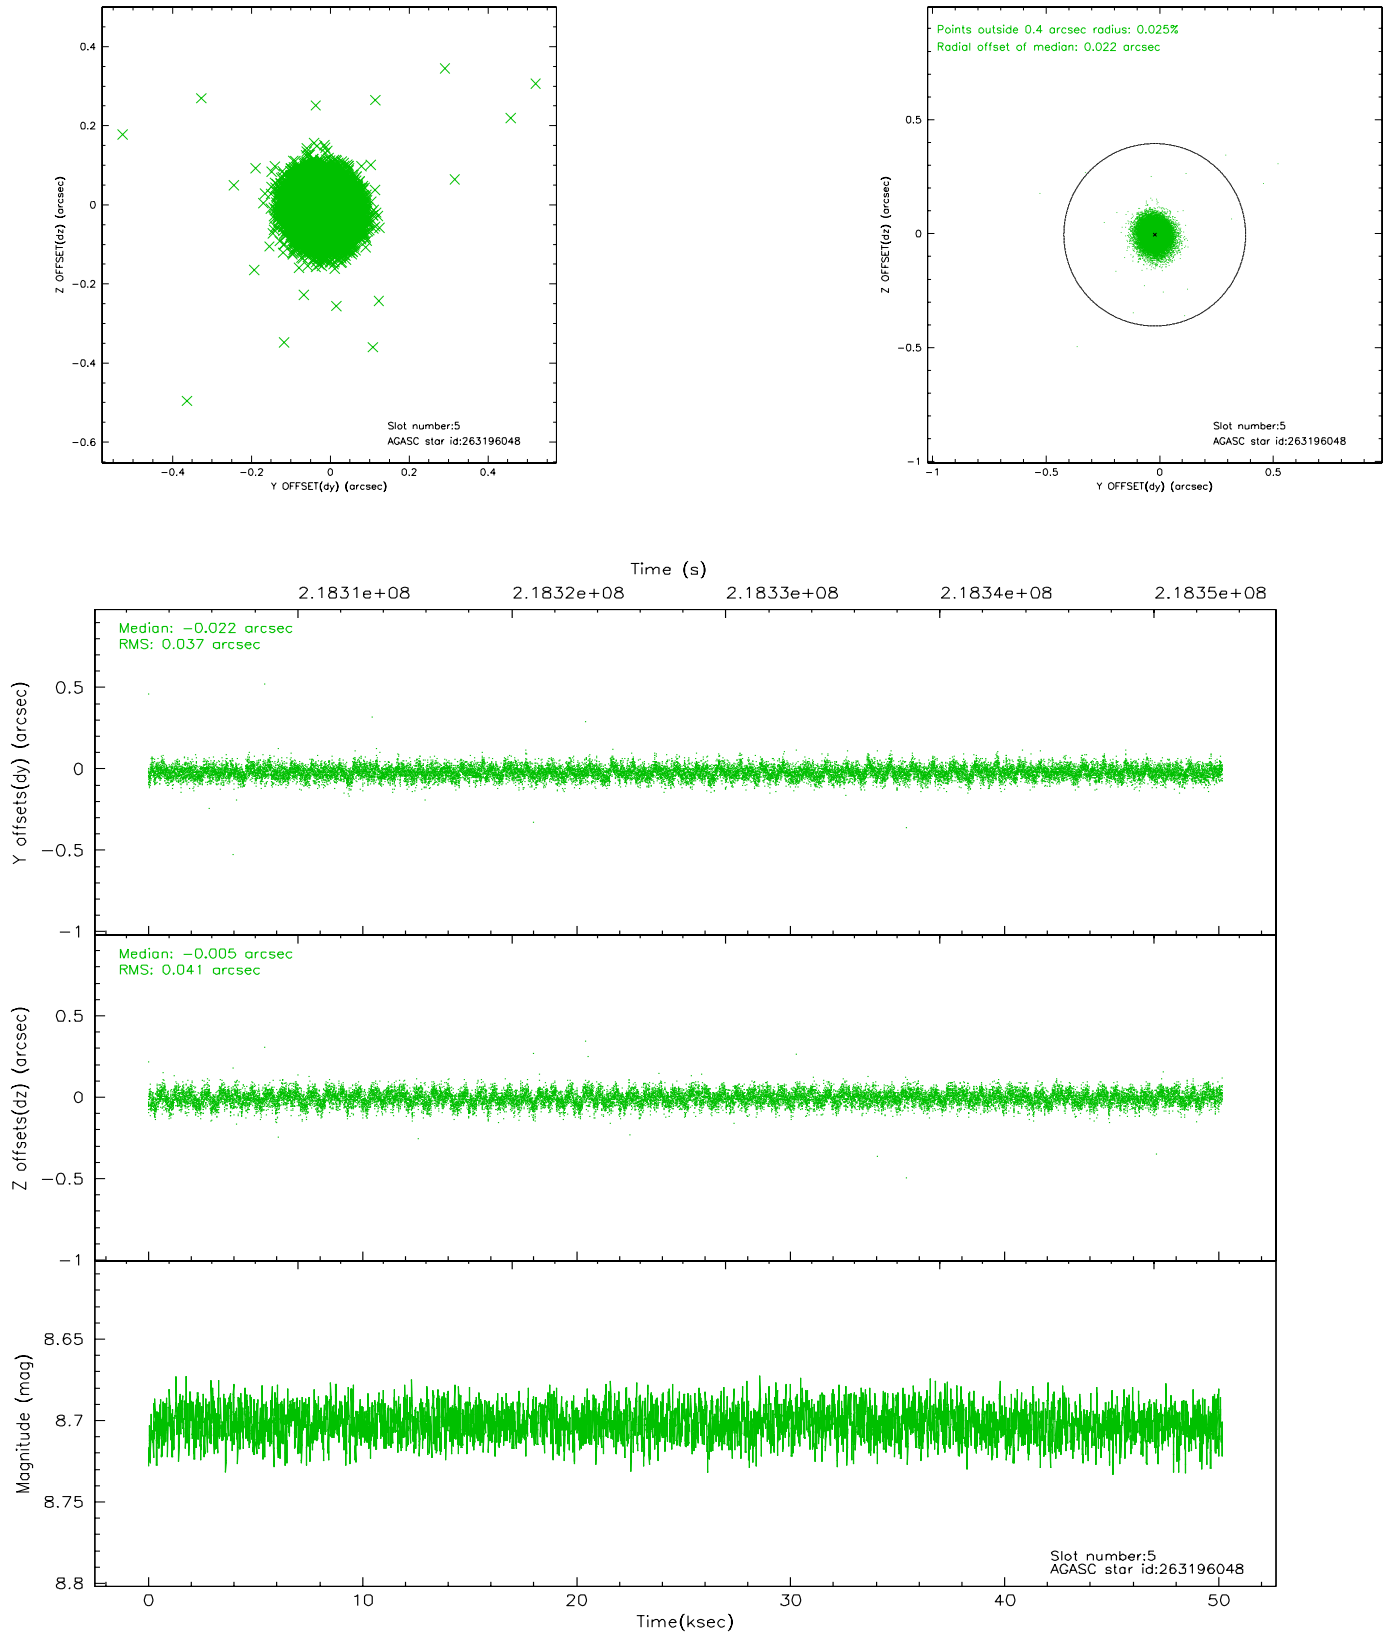 0.4
0.2
0
−0.2
−0.4
−0.6
Z OFFSET(dz) (arcsec)
Slot number:5
AGASC star id:263196048
−0.4 −0.2 0 0.2 0.4
Y OFFSET(dy) (arcsec)
Points outside 0.4 arcsec radius: 0.025%
Radial offset of median: 0.022 arcsec
0.5
0
−0.5
−1
Z OFFSET(dz) (arcsec)
Slot number:5
AGASC star id:263196048
−1 −0.5 0 0.5
Y OFFSET(dy) (arcsec)
Time (s)
2.1831e+08 2.1832e+08 2.1833e+08 2.1834e+08 2.1835e+08
Median: −0.022 arcsec
RMS: 0.037 arcsec
0.5
0
−0.5
−1
Y offsets(dy) (arcsec)
Median: −0.005 arcsec
RMS: 0.041 arcsec
0.5
0
−0.5
−1
Z offsets(dz) (arcsec)
8.65
8.7
8.75
8.8
Magnitude (mag)
Slot number:5
AGASC star id:263196048
0 10 20 30 40 50
Time(ksec)